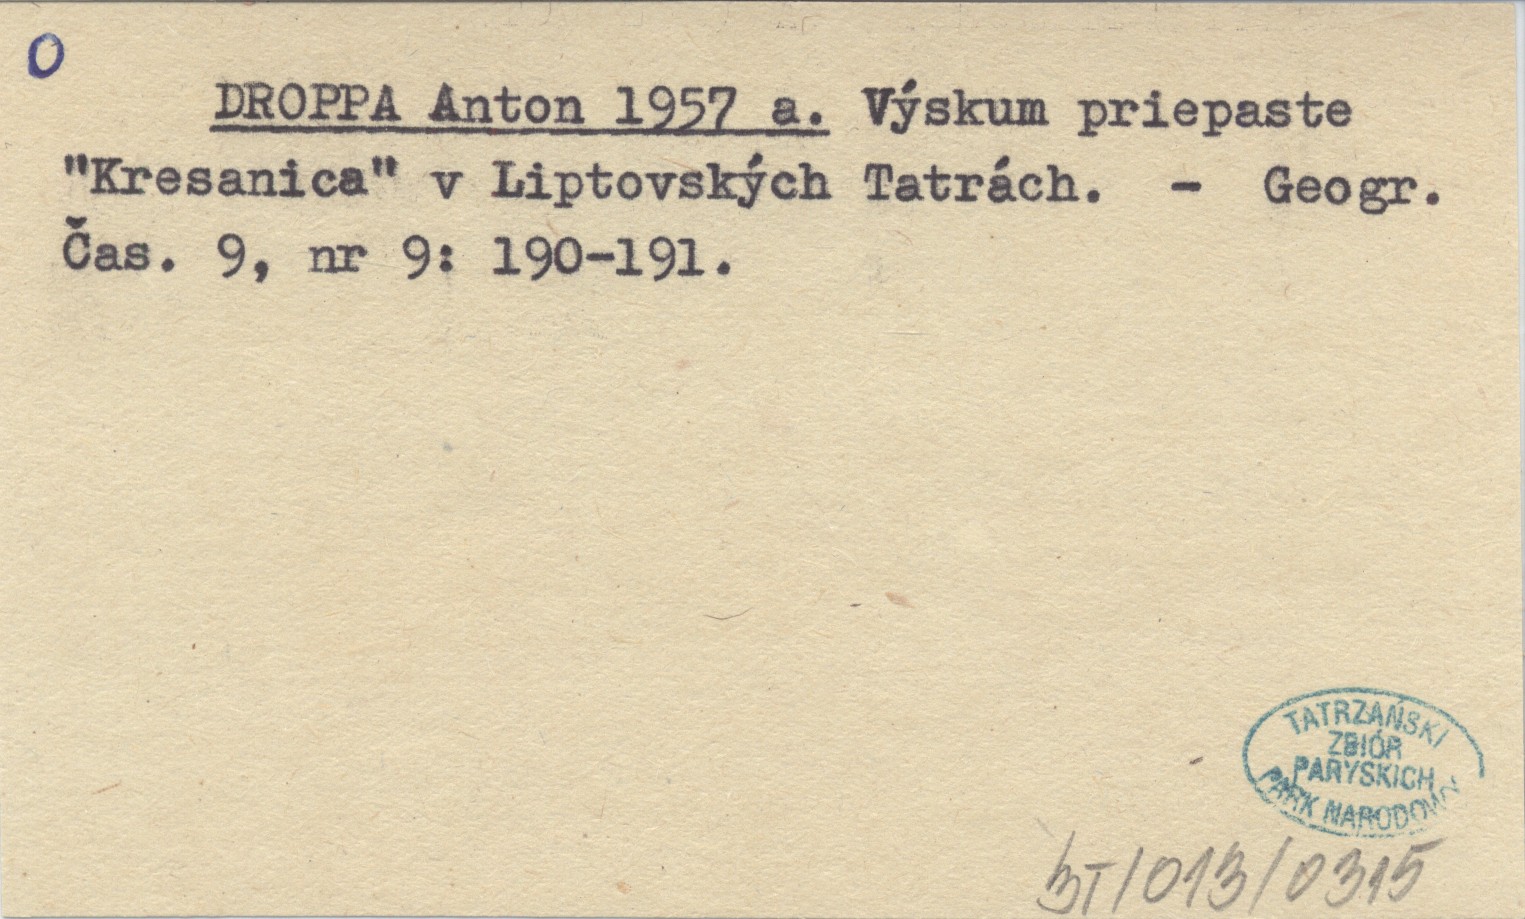 0
DROPPA Anton 1957 a. Výskum priepaste
"Kresanica" v Liptovských Tatrách. - Geogr.
Čas. 9, nr 9: 190-191.
TATRZAŃSKI
ZBIÓR
PARYSKICH
PARK NARODOWY
BT/013/0315